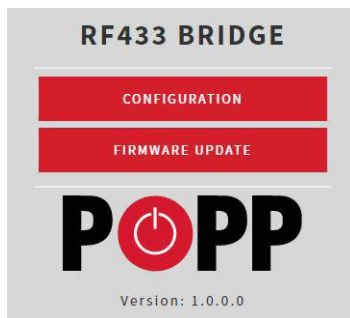 RF433 BRIDGE
CONFIGURATION
FIRMWARE UPDATE
POPP
Version: 1.0.0.0